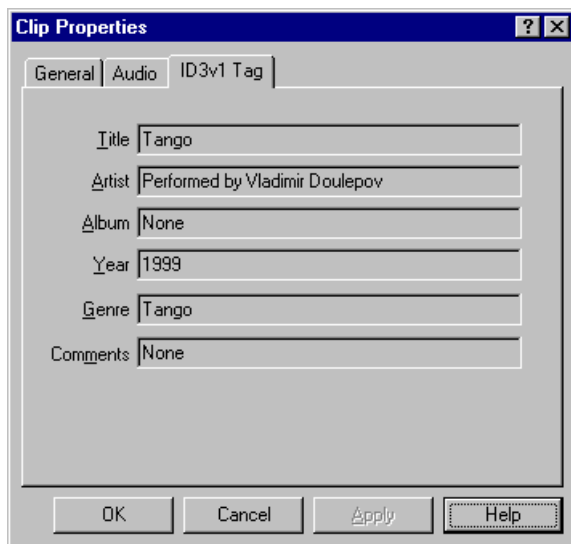 Clip Properties
General Audio ID3v1 Tag
Title Tango
Artist Performed by Vladimir Doulepov
Album None
Year 1999
Genre Tango
Comments None
OK Cancel Apply Help